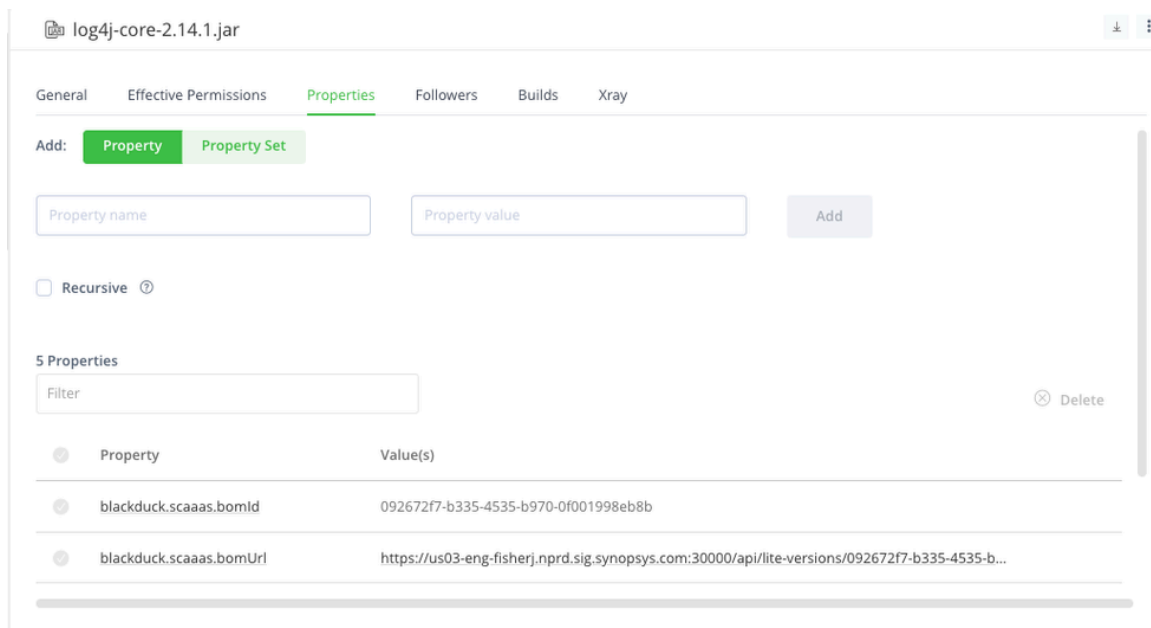 log4j-core-2.14.1.jar
General Effective Permissions Properties Followers Builds Xray
Add: Property Property Set
Property name Property value Add
Recursive ?
5 Properties
Filter
Delete
Property Value(s)
blackduck.scaaas.bomId 092672f7-b335-4535-b970-0f001998eb8b
blackduck.scaaas.bomUrl https://us03-eng-fisherj.nprd.sig.synopsys.com:30000/api/lite-versions/092672f7-b335-4535-b...